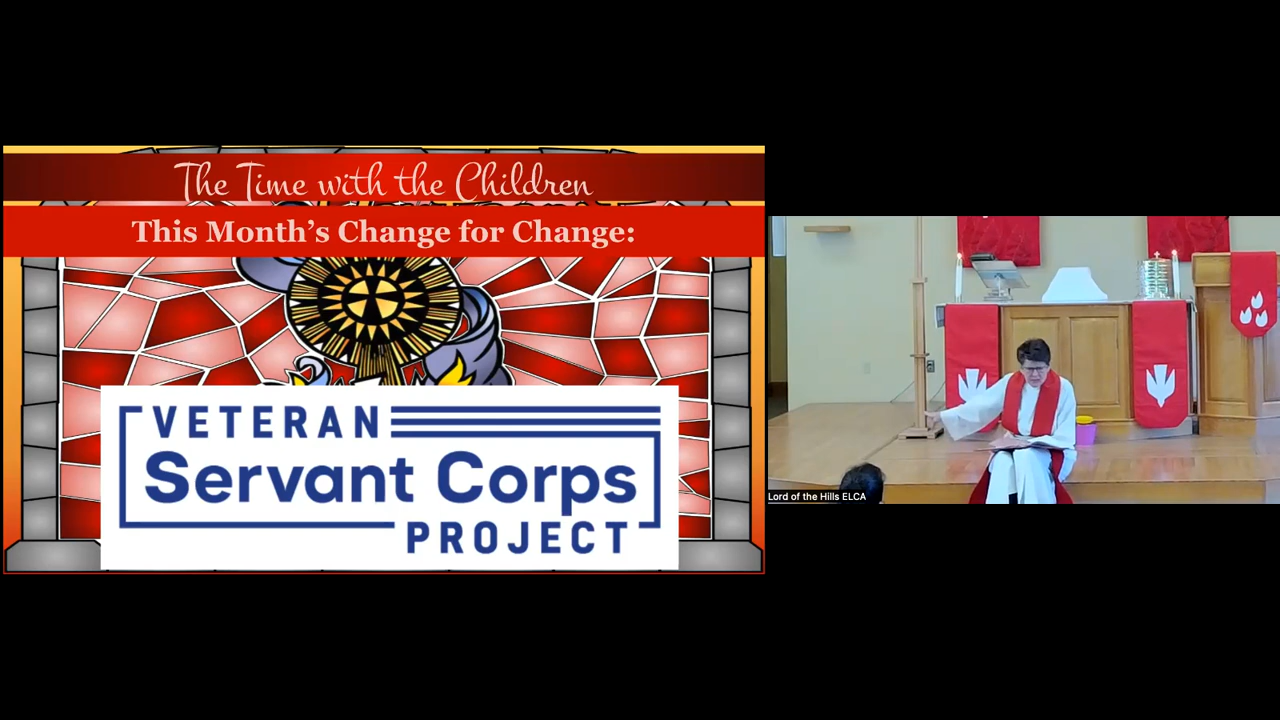 The Time with the Children
This Month's Change for Change:
VETERAN
Servant Corps
PROJECT
Lord of the Hills ELCA